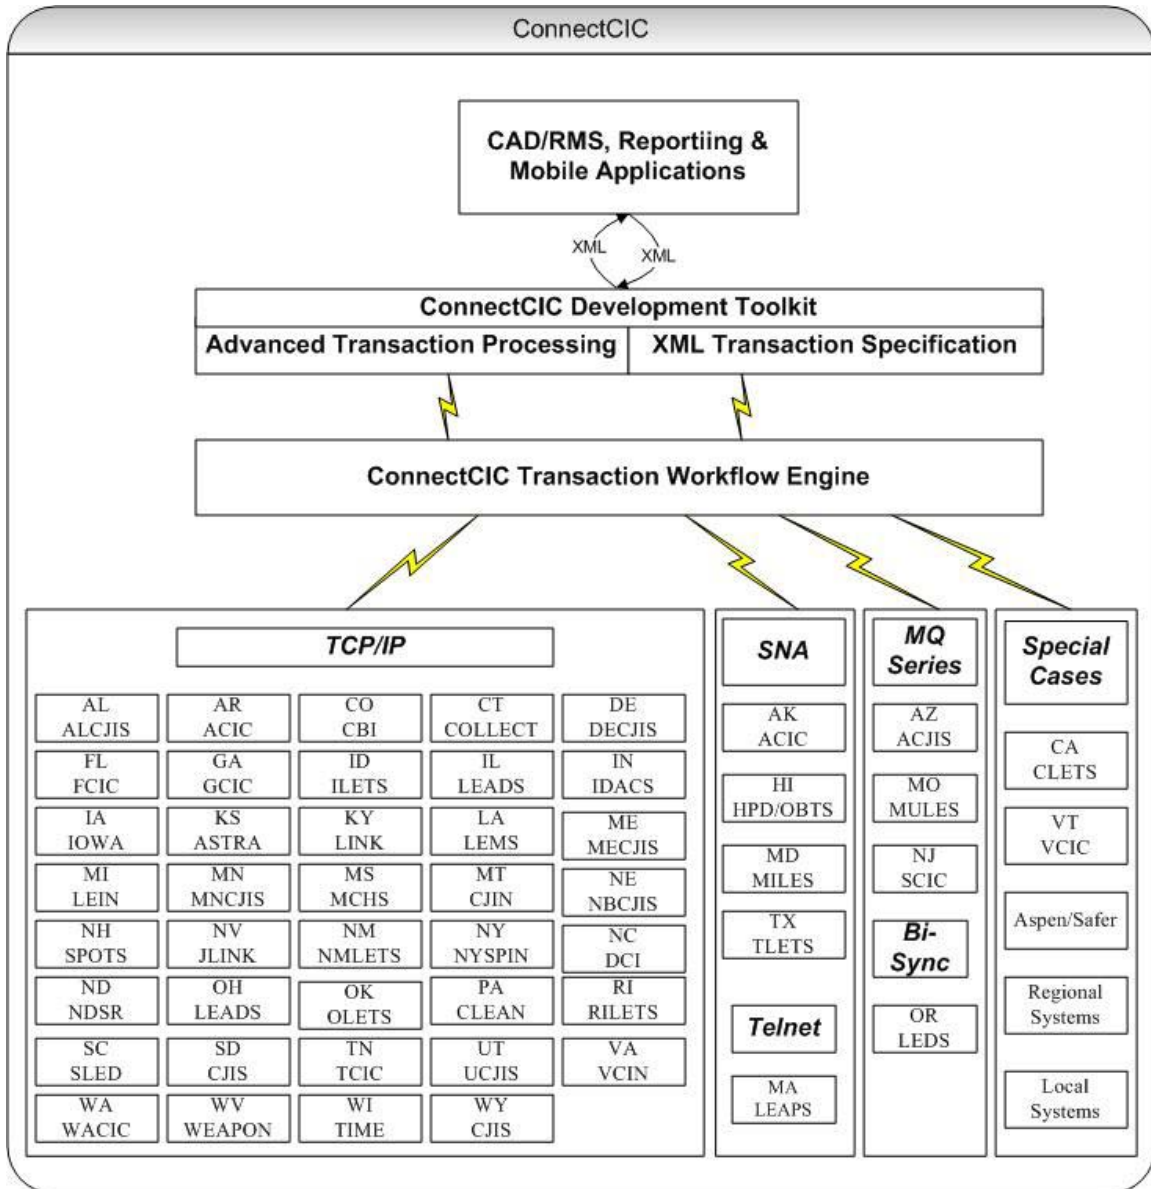 ConnectCIC
CAD/RMS, Reportiing &
Mobile Applications
XML
XML
ConnectCIC Development Toolkit
Advanced Transaction Processing
XML Transaction Specification
ConnectCIC Transaction Workflow Engine
TCP/IP
AL
ALCJIS
AR
ACIC
CO
CBI
CT
COLLECT
DE
DECJIS
FL
FCIC
GA
GCIC
ID
ILETS
IL
LEADS
IN
IDACS
IA
IOWA
KS
ASTRA
KY
LINK
LA
LEMS
ME
MECJIS
MI
LEIN
MN
MNCJIS
MS
MCHS
MT
CJIN
NE
NBCJIS
NH
SPOTS
NV
JLINK
NM
NMLETS
NY
NYSPIN
NC
DCI
ND
NDSR
OH
LEADS
OK
OLETS
PA
CLEAN
RI
RILETS
SC
SLED
SD
CJIS
TN
TCIC
UT
UCJIS
VA
VCIN
WA
WACIC
WV
WEAPON
WI
TIME
WY
CJIS
SNA
AK
ACIC
HI
HPD/OBTS
MD
MILES
TX
TLETS
Telnet
MA
LEAPS
MQ
Series
AZ
ACJIS
MO
MULES
NJ
SCIC
Bi-
Sync
OR
LEDS
Special
Cases
CA
CLETS
VT
VCIC
Aspen/Safer
Regional
Systems
Local
Systems